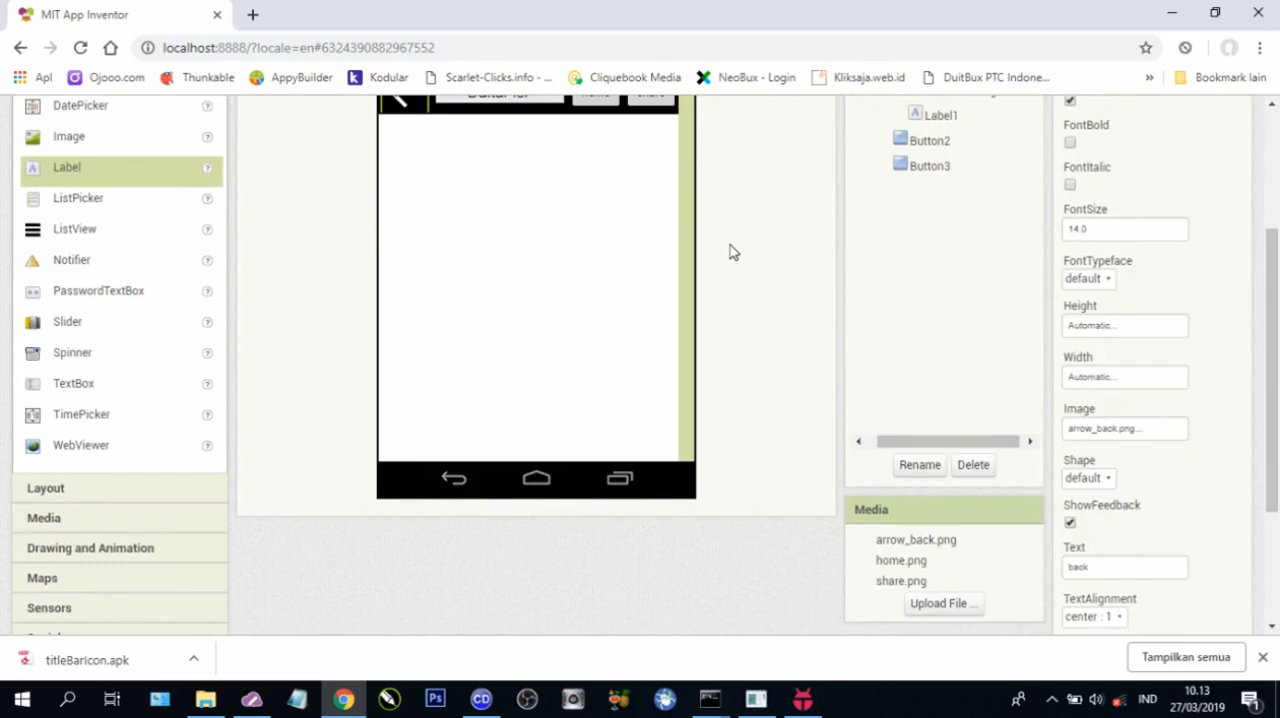 MIT App Inventor
localhost:8888/?locale=en#6324390882967552
Apl
Ojooo.com
Thunkable
AppyBuilder
Kodular
Scarlet-Clicks.info - ...
Cliquebook Media
NeoBux - Login
Kliksaja.web.id
DuitBux PTC Indone...
»
Bookmark lain
DatePicker
?
Image
?
Label
?
ListPicker
?
ListView
?
Notifier
?
PasswordTextBox
?
Slider
?
Spinner
?
TextBox
?
TimePicker
?
WebViewer
?
Layout
Media
Drawing and Animation
Maps
Sensors
Label1
Button2
Button3
Rename
Delete
Media
arrow_back.png
home.png
share.png
Upload File ...
FontBold
FontItalic
FontSize
14.0
FontTypeface
default
Height
Automatic...
Width
Automatic...
Image
arrow_back.png...
Shape
default
ShowFeedback
Text
back
TextAlignment
center : 1
titleBarIcon.apk
Tampilkan semua
IND
10.13
27/03/2019